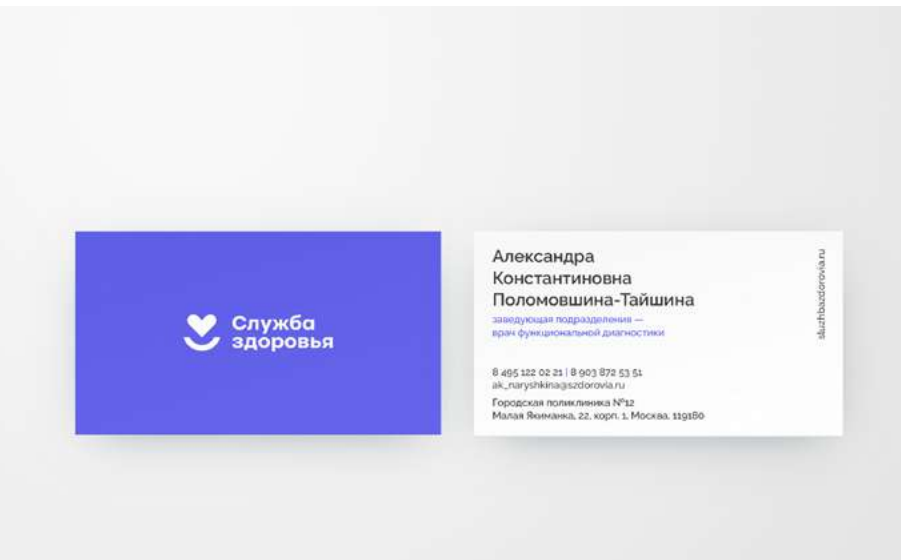 Служба
здоровья
Александра
Константиновна
Поломовшина-Тайшина
заведующая подразделения —
врач функциональной диагностики
8 495 122 02 21 | 8 903 872 53 51
ak_naryshkina@szdorovia.ru
Городская поликлиника №12
Малая Якиманка, 22, корп. 1, Москва, 119180
sluzhbazdorovia.ru